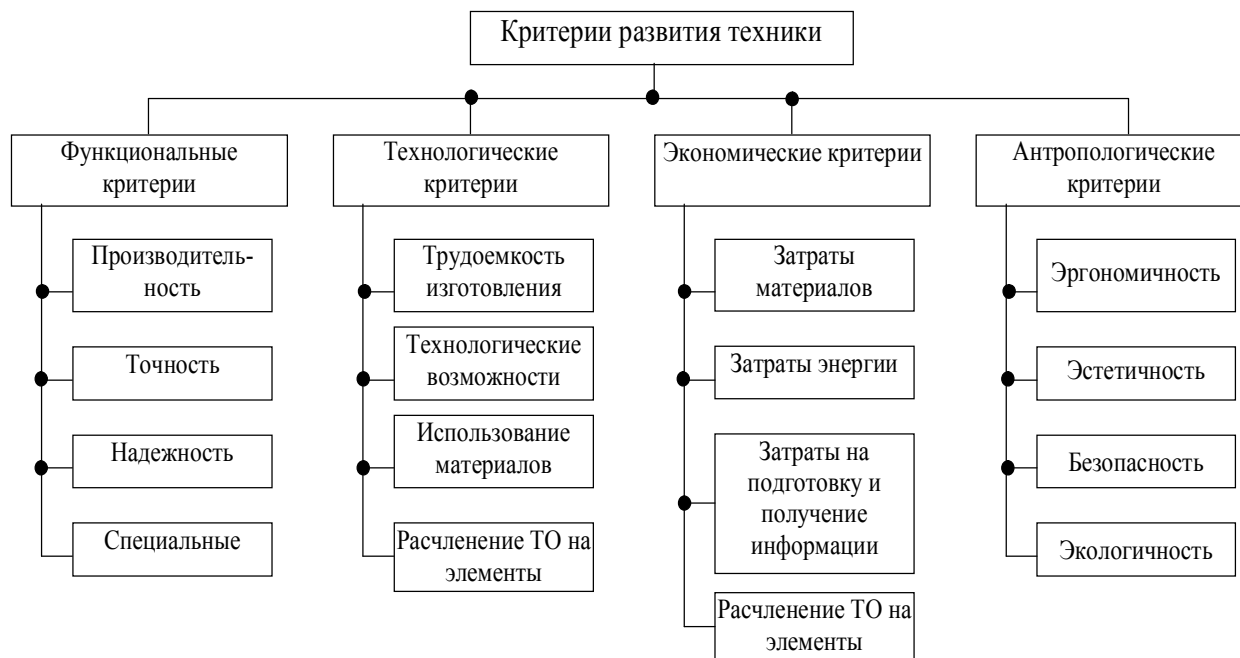 Критерии развития техники
Функциональные
критерии
Производитель-
ность
Точность
Надежность
Специальные
Технологические
критерии
Трудоемкость
изготовления
Технологические
возможности
Использование
материалов
Расчленение ТО на
элементы
Экономические критерии
Затраты
материалов
Затраты энергии
Затраты на
подготовку и
получение
информации
Расчленение ТО на
элементы
Антропологические
критерии
Эргономичность
Эстетичность
Безопасность
Экологичность